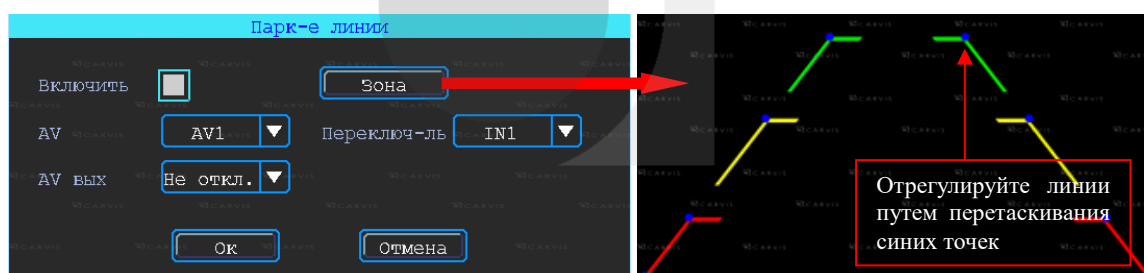 Парк-е линии
Включить
Зона
AV
AV1
Переключ-ль
IN1
AV вых
Не откл.
Ок
Отмена
Отрегулируйте линии
путем перетаскивания
синих точек
CARVIS